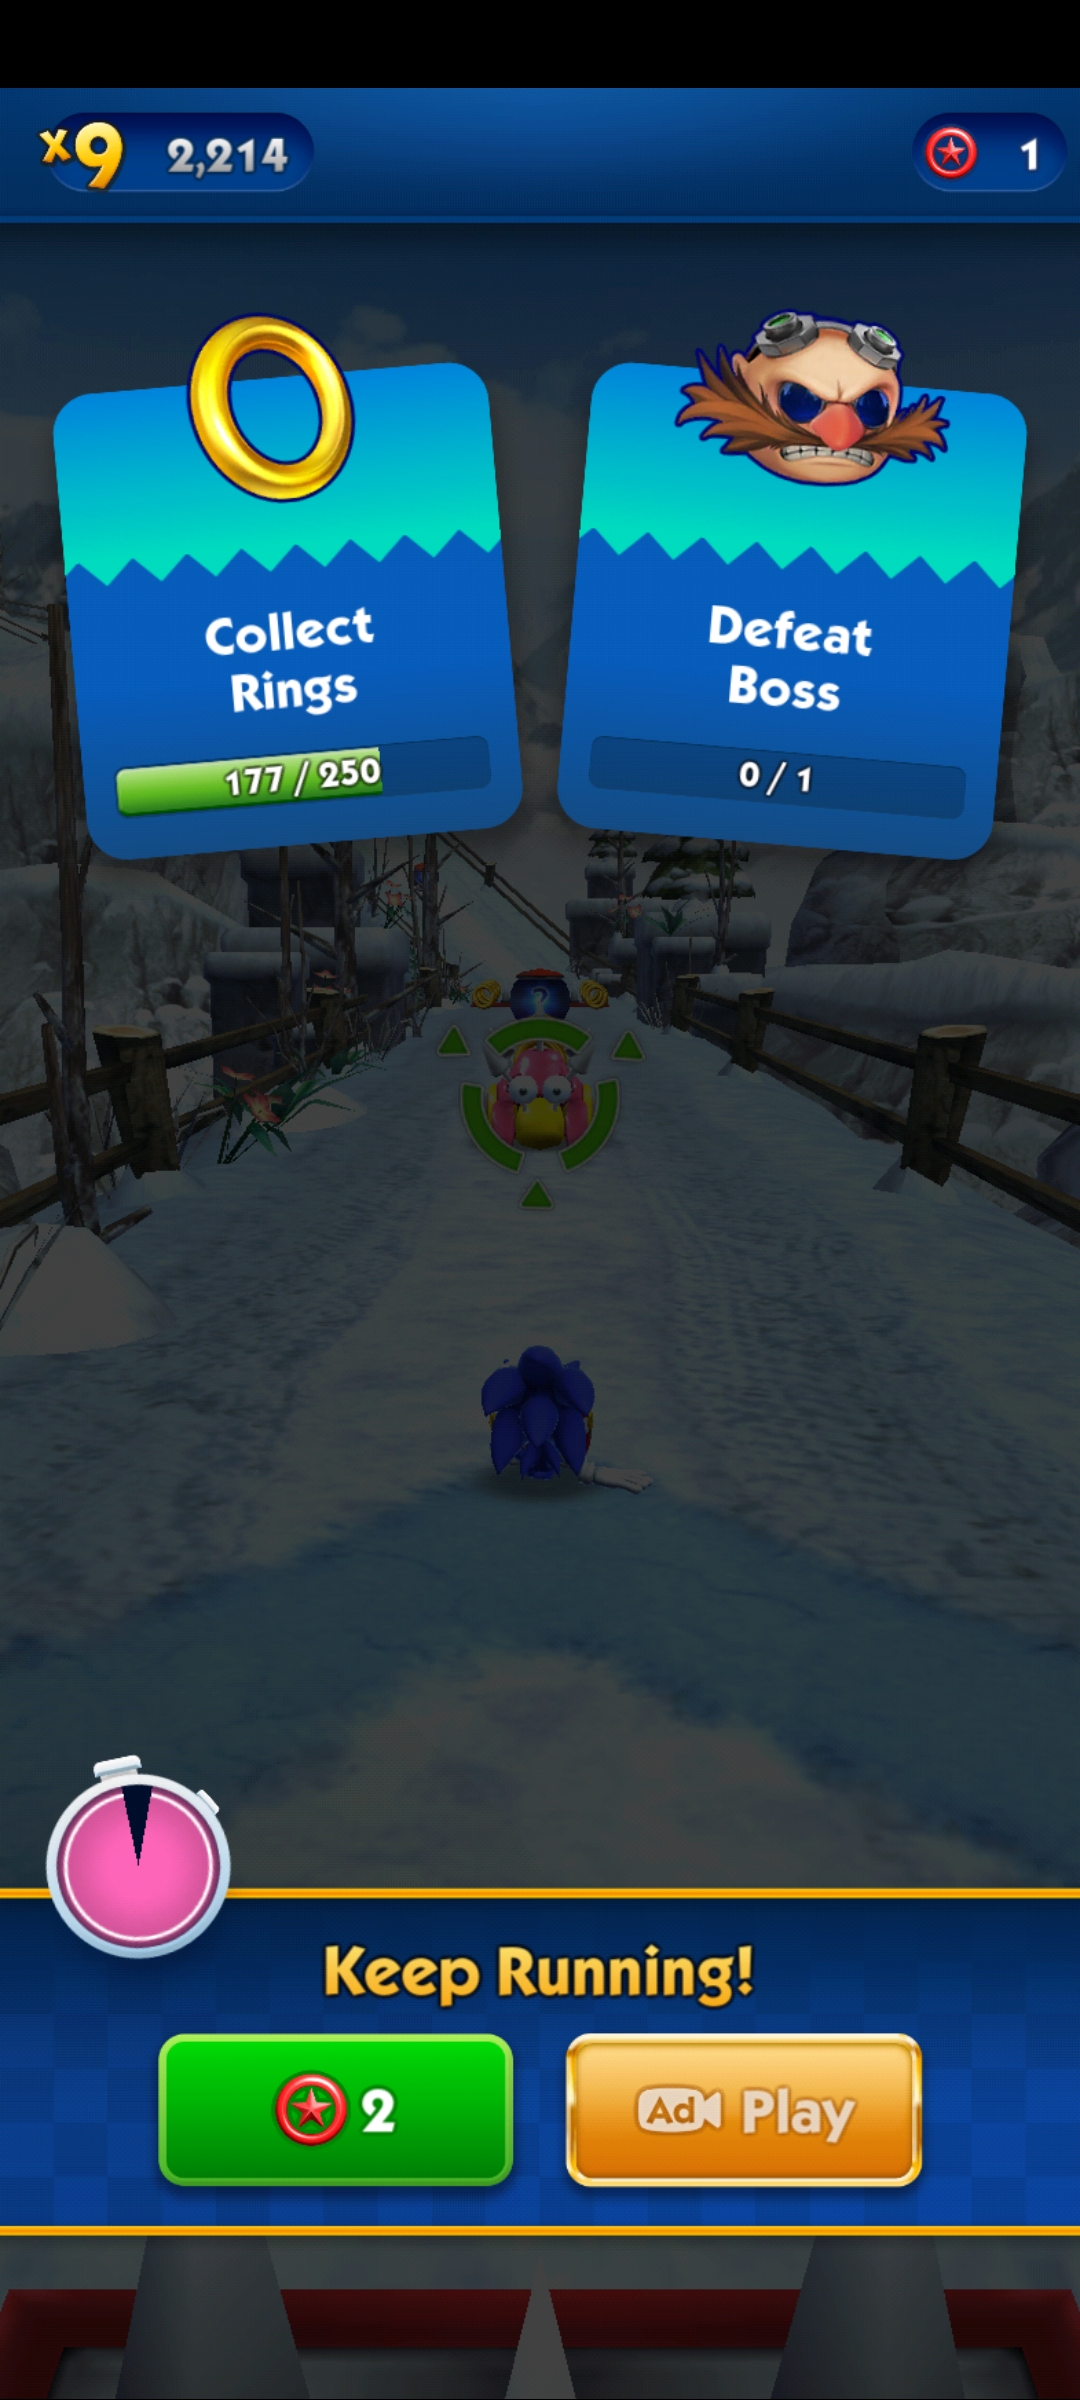 x9 2,214
1
Collect
Rings
177 / 250
Defeat
Boss
0 / 1
?
Keep Running!
2
Ad Play